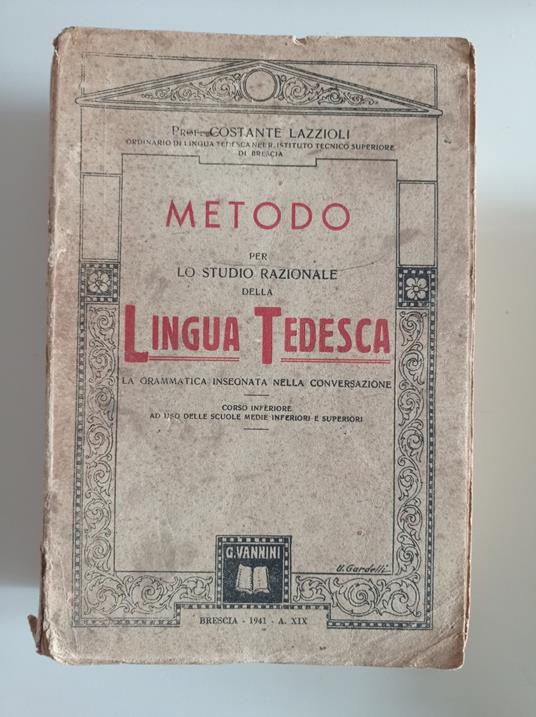 Prof. COSTANTE LAZZIOLI
ORDINARIO DI LINGUA TEDESCA NEL R. ISTITUTO TECNICO SUPERIORE
DI BRESCIA
METODO
PER
LO STUDIO RAZIONALE
DELLA
LINGUA TEDESCA
LA GRAMMATICA INSEGNATA NELLA CONVERSAZIONE
CORSO INFERIORE
AD USO DELLE SCUOLE MEDIE INFERIORI E SUPERIORI
G. VANNINI
U. Gardelli
BRESCIA - 1941 - A. XIX